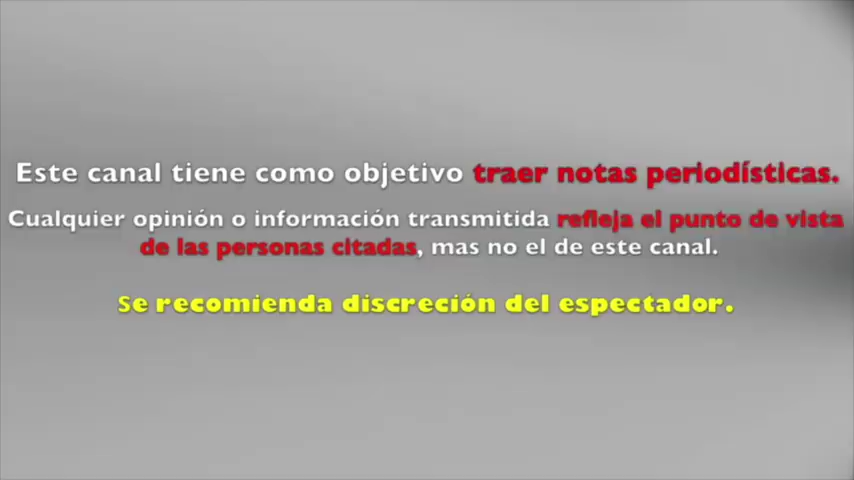 Este canal tiene como objetivo traer notas periodísticas.
Cualquier opinión o información transmitida refleja el punto de vista
de las personas citadas, mas no el de este canal.
Se recomienda discreción del espectador.